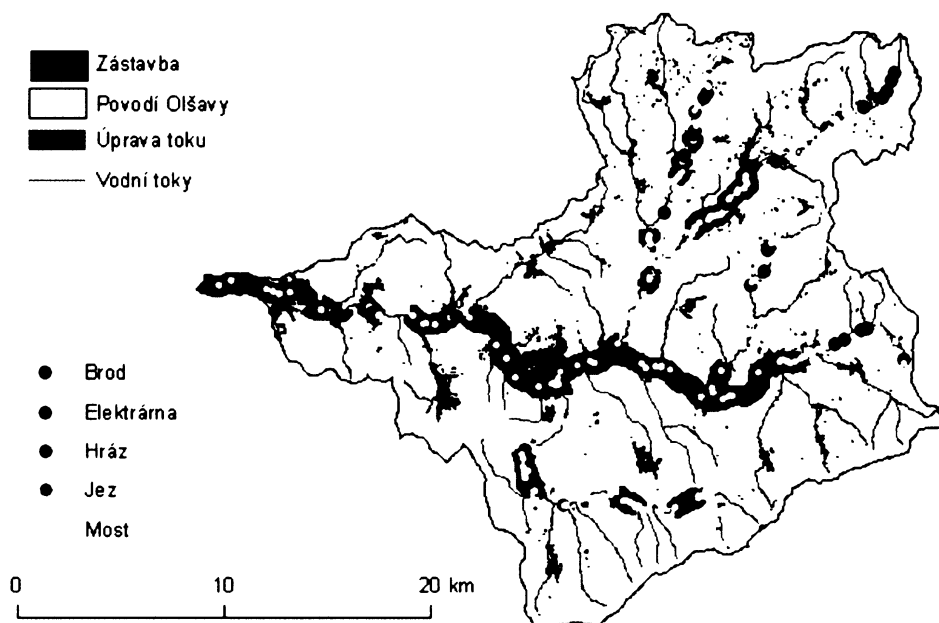 Zástavba
Povodí Olšavy
Úprava toku
Vodní toky
Brod
Elektrárna
Hráz
Jez
Most
0 10 20 km